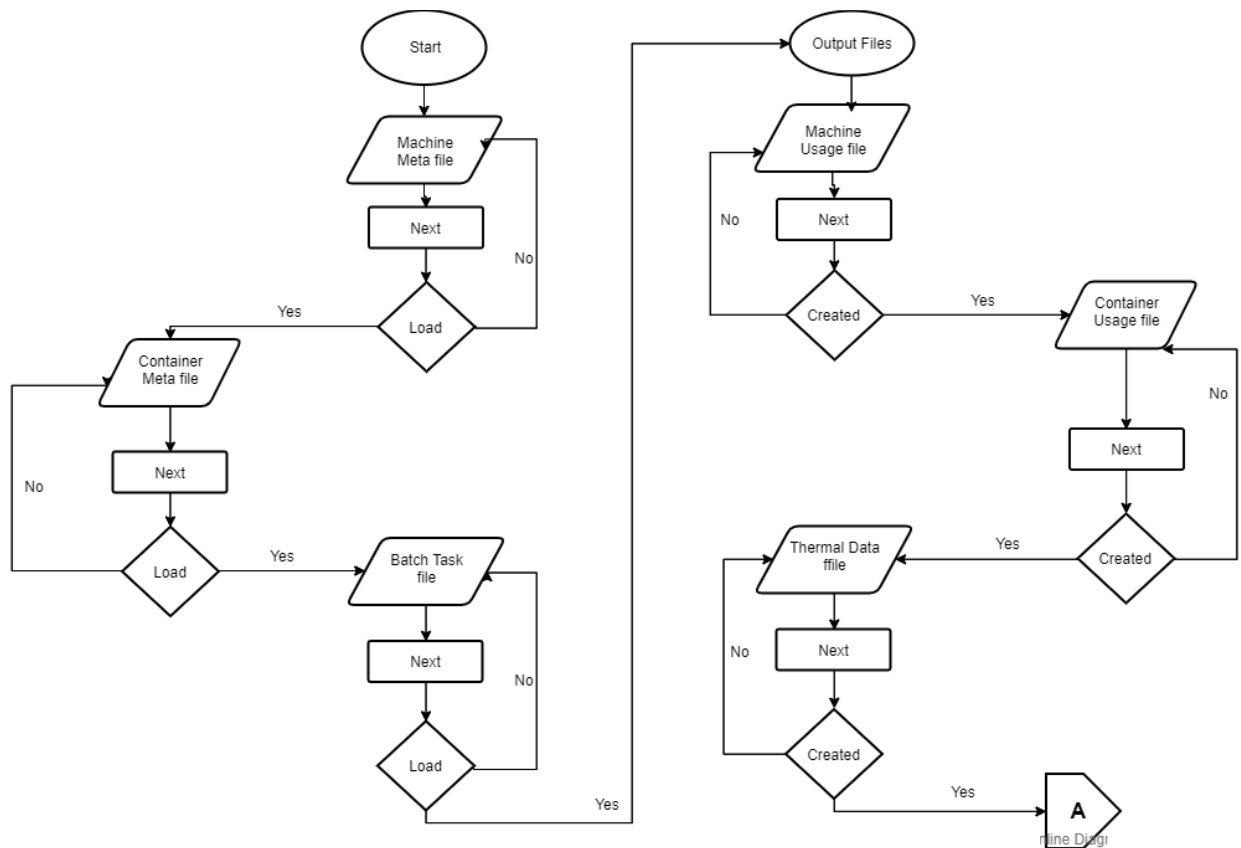 Start
Machine
Meta file
Next
No
Load
Yes
Container
Meta file
Next
No
Load
Yes
Batch Task
file
Next
No
Load
Yes
Output Files
Machine
Usage file
No
Next
Created
Yes
Container
Usage file
No
Next
Created
Yes
Thermal Data
ffile
No
Next
Created
Yes
A